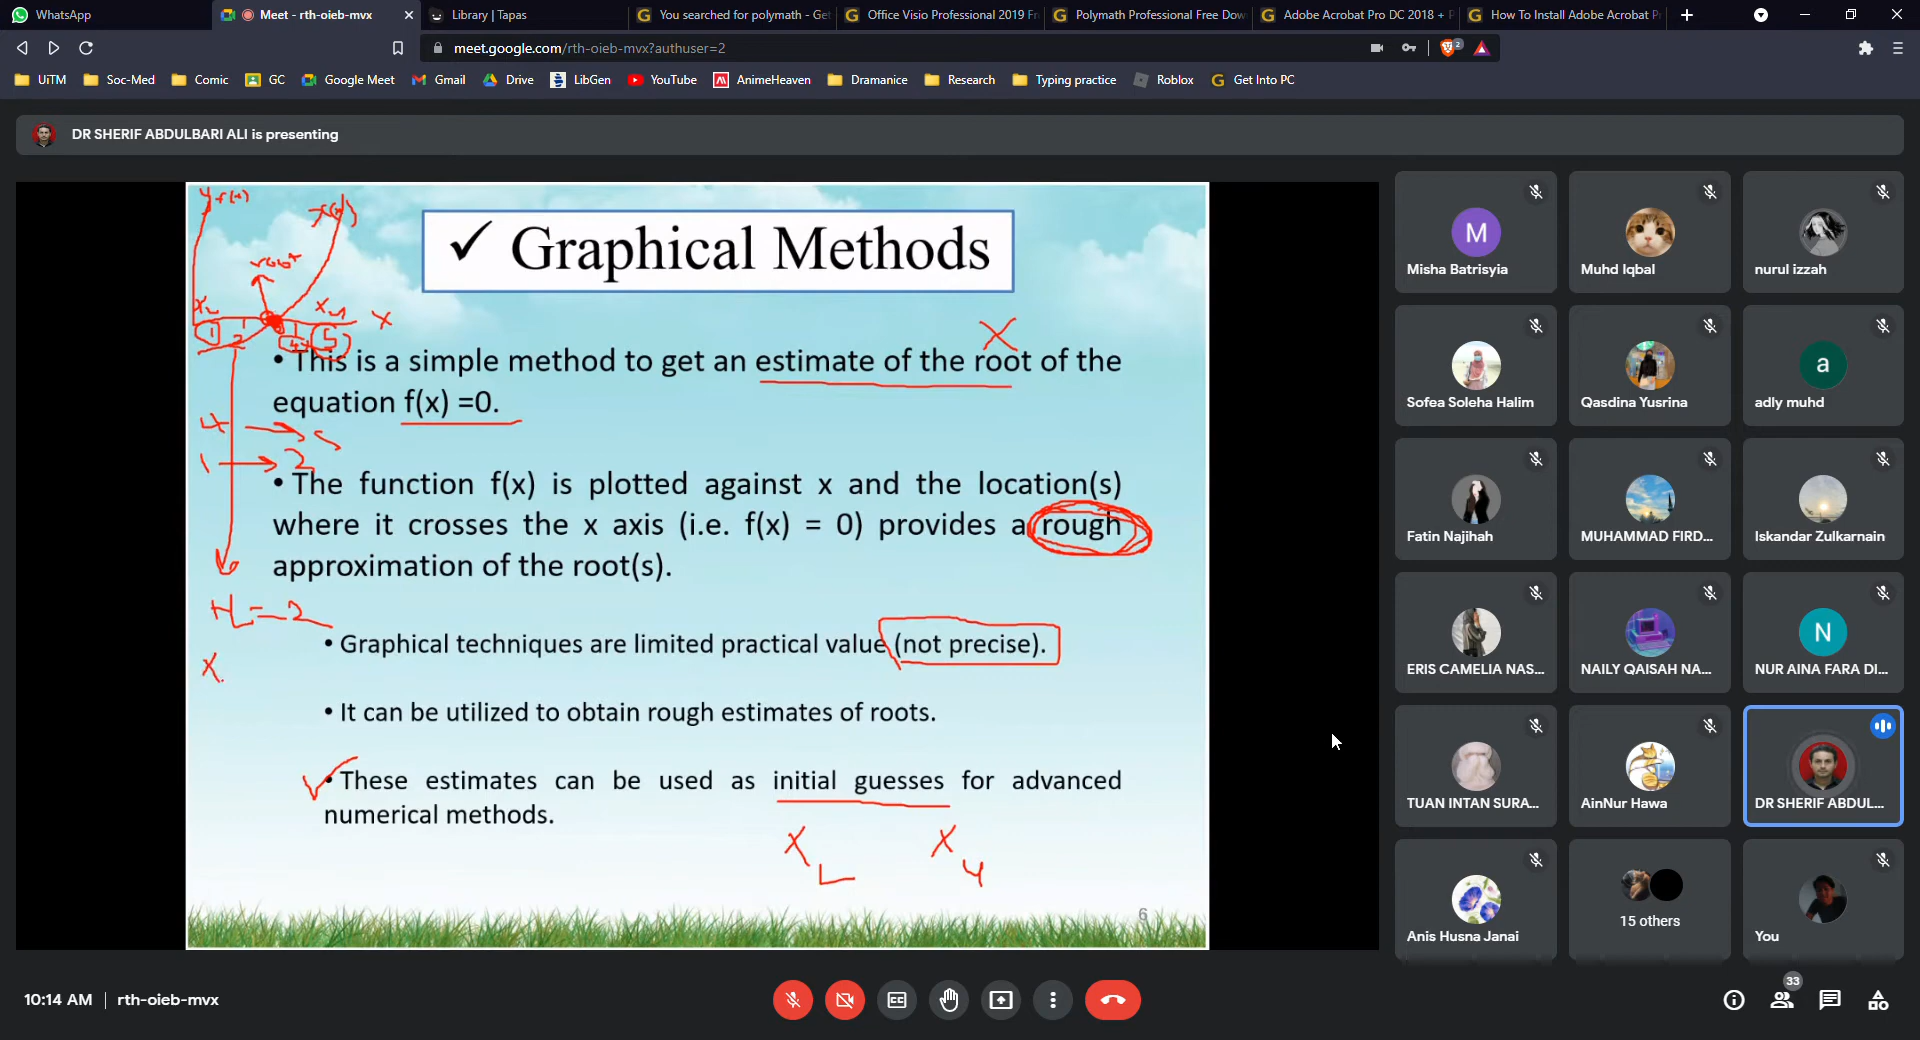 WhatsApp
Meet - rth-oieb-mvx
Library | Tapas
You searched for polymath - Get
Office Visio Professional 2019 Fr
Polymath Professional Free Dow
Adobe Acrobat Pro DC 2018 + P
How To Install Adobe Acrobat P
meet.google.com/rth-oieb-mvx?authuser=2
2
UiTM
Soc-Med
Comic
GC
Google Meet
Gmail
Drive
LibGen
YouTube
AnimeHeaven
Dramanice
Research
Typing practice
Roblox
Get Into PC
DR SHERIF ABDULBARI ALI is presenting
y f(x)
f(x)
✓ Graphical Methods
root
x
1 2
5
X
• This is a simple method to get an estimate of the root of the
equation f(x) =0.
4 → 5
1 → 2
• The function f(x) is plotted against x and the location(s)
where it crosses the x axis (i.e. f(x) = 0) provides a rough
approximation of the root(s).
• Graphical techniques are limited practical value (not precise).
X
• It can be utilized to obtain rough estimates of roots.
• These estimates can be used as initial guesses for advanced
numerical methods.
X L
X u
6
M
Misha Batrisyia
Muhd Iqbal
nurul izzah
Sofea Soleha Halim
Qasdina Yusrina
a
adly muhd
Fatin Najihah
MUHAMMAD FIRD...
Iskandar Zulkarnain
ERIS CAMELIA NAS...
NAILY QAISAH NA...
N
NUR AINA FARA DI...
TUAN INTAN SURA...
AinNur Hawa
DR SHERIF ABDUL...
Anis Husna Janai
15 others
You
10:14 AM | rth-oieb-mvx
33